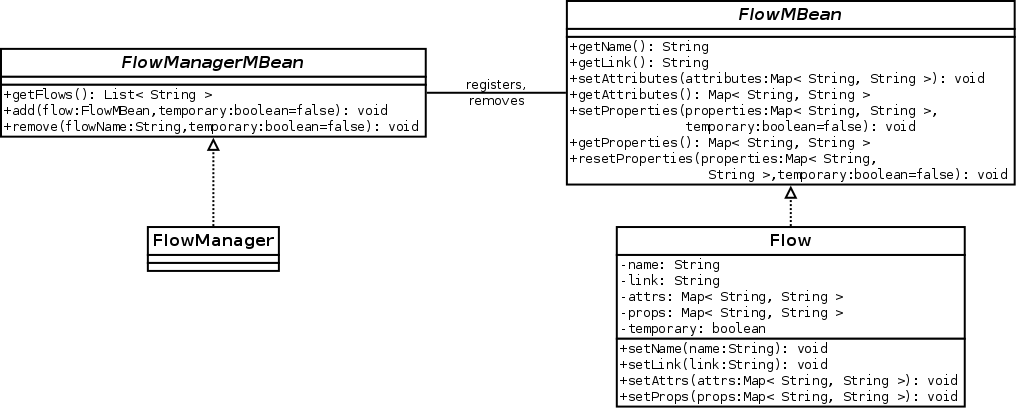 FlowManagerMBean
+getFlows(): List< String >
+add(flow:FlowMBean,temporary:boolean=false): void
+remove(flowName:String,temporary:boolean=false): void
registers,
removes
FlowMBean
+getName(): String
+getLink(): String
+setAttributes(attributes:Map< String, String >): void
+getAttributes(): Map< String, String >
+setProperties(properties:Map< String, String >,
temporary:boolean=false): void
+getProperties(): Map< String, String >
+resetProperties(properties:Map< String,
String >,temporary:boolean=false): void
FlowManager
Flow
-name: String
-link: String
-attrs: Map< String, String >
-props: Map< String, String >
-temporary: boolean
+setName(name:String): void
+setLink(link:String): void
+setAttrs(attrs:Map< String, String >): void
+setProps(props:Map< String, String >): void